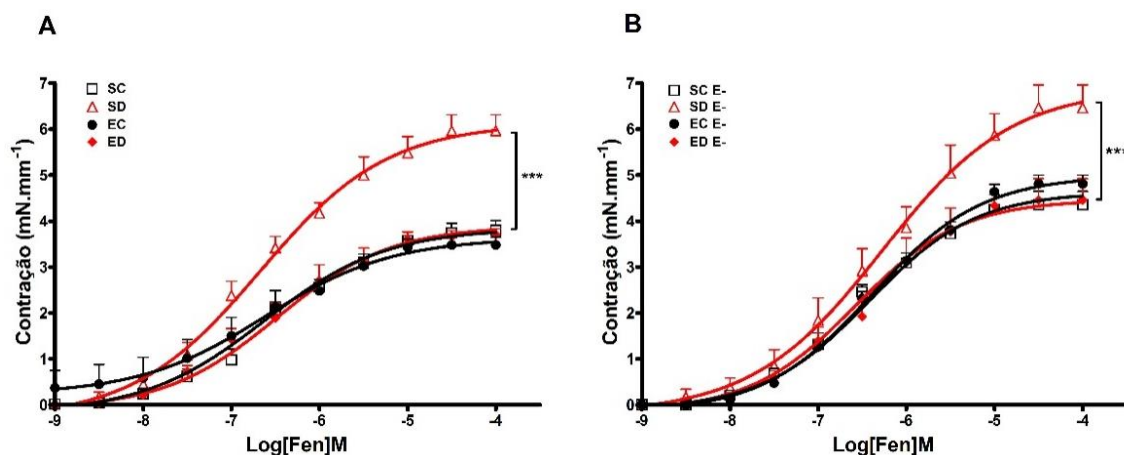 A
SC
SD
EC
ED
Contração (mN.mm-1)
7
6
5
4
3
2
1
0
-9 -8 -7 -6 -5 -4
Log[Fen]M
***
B
SC E-
SD E-
EC E-
ED E-
Contração (mN.mm-1)
7
6
5
4
3
2
1
0
-9 -8 -7 -6 -5 -4
Log[Fen]M
***